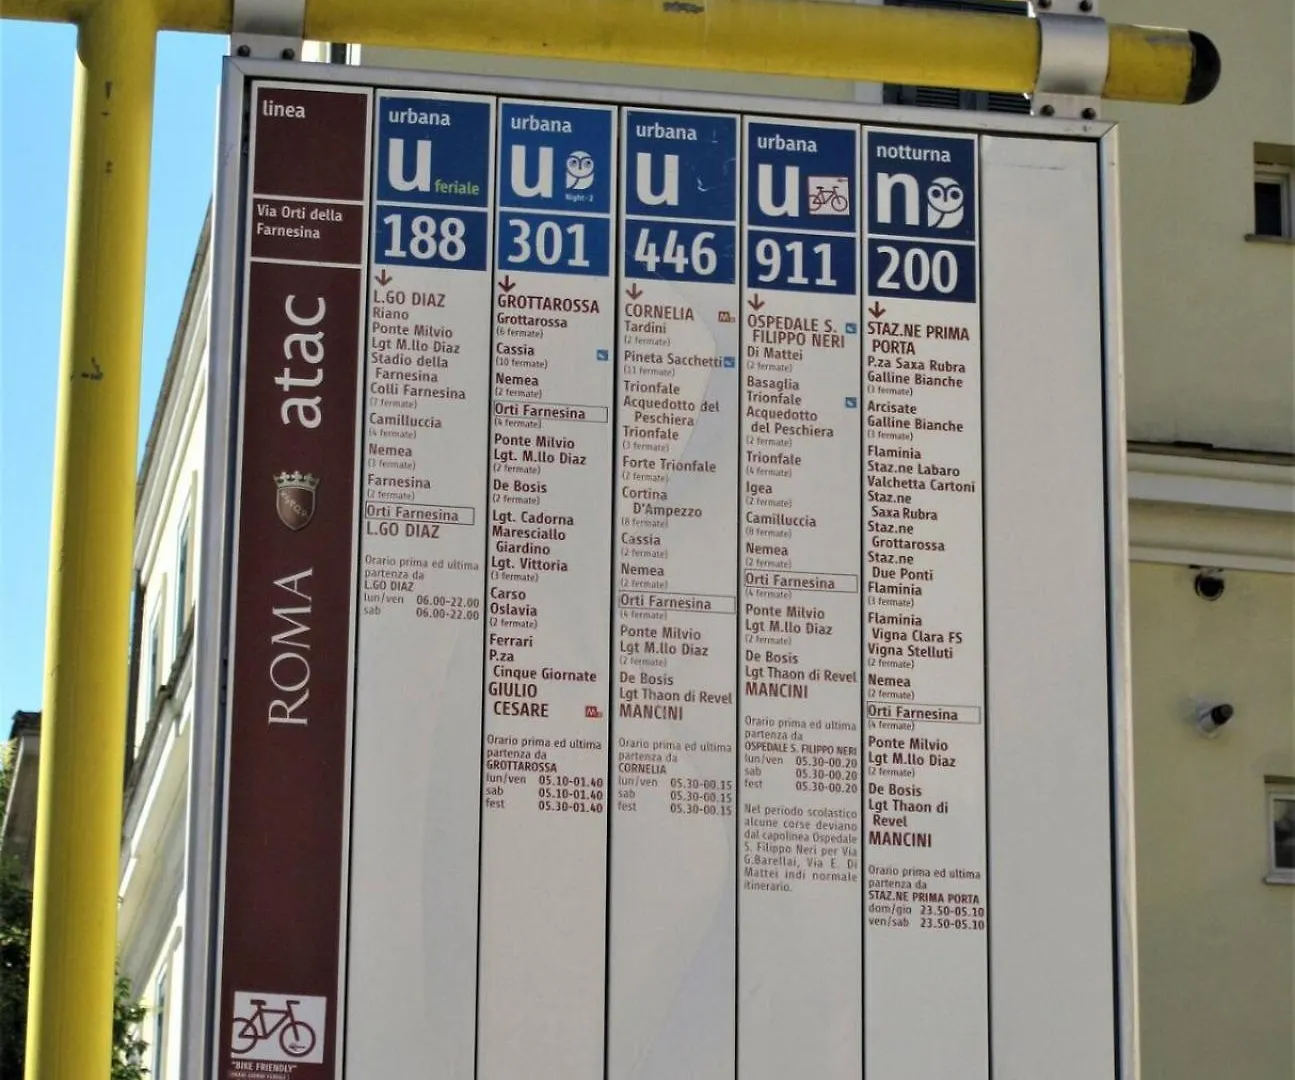 linea
Via Orti della
Farnesina
atac
ROMA
"BIKE FRIENDLY"
urbana
u feriale
188
L.GO DIAZ
Riano
Ponte Milvio
Lgt M.llo Diaz
Stadio della
Farnesina
Colli Farnesina
(7 fermate)
Camilluccia
(4 fermate)
Nemea
(3 fermate)
Farnesina
(2 fermate)
Orti Farnesina
L.GO DIAZ
Orario prima ed ultima
partenza da
L.GO DIAZ
lun/ven 06.00-22.00
sab 06.00-22.00
urbana
u
301
GROTTAROSSA
Grottarossa
(6 fermate)
Cassia
(10 fermate)
Nemea
(2 fermate)
Orti Farnesina
(4 fermate)
Ponte Milvio
Lgt. M.llo Diaz
(2 fermate)
De Bosis
(2 fermate)
Lgt. Cadorna
Maresciallo
Giardino
Lgt. Vittoria
(3 fermate)
Carso
Oslavia
(2 fermate)
Ferrari
P.za
Cinque Giornate
GIULIO
CESARE
Orario prima ed ultima
partenza da
GROTTAROSSA
lun/ven 05.10-01.40
sab 05.10-01.40
fest 05.30-01.40
urbana
u
446
CORNELIA
Tardini
(2 fermate)
Pineta Sacchetti
(11 fermate)
Trionfale
Acquedotto del
Peschiera
Trionfale
(3 fermate)
Forte Trionfale
(2 fermate)
Cortina
D'Ampezzo
(8 fermate)
Cassia
(2 fermate)
Nemea
(2 fermate)
Orti Farnesina
(4 fermate)
Ponte Milvio
Lgt M.llo Diaz
(2 fermate)
De Bosis
Lgt Thaon di Revel
MANCINI
Orario prima ed ultima
partenza da
CORNELIA
lun/ven 05.30-00.15
sab 05.30-00.15
fest 05.30-00.15
urbana
u
911
OSPEDALE S.
FILIPPO NERI
Di Mattei
(2 fermate)
Basaglia
Trionfale
Acquedotto
del Peschiera
(2 fermate)
Trionfale
(4 fermate)
Igea
(2 fermate)
Camilluccia
(8 fermate)
Nemea
(2 fermate)
Orti Farnesina
(4 fermate)
Ponte Milvio
Lgt M.llo Diaz
(2 fermate)
De Bosis
Lgt Thaon di Revel
MANCINI
Orario prima ed ultima
partenza da
OSPEDALE S. FILIPPO NERI
lun/ven 05.30-00.20
sab 05.30-00.20
fest 05.30-00.20
Nel periodo scolastico
alcune corse deviano
dal capolinea Ospedale
S. Filippo Neri per Via
G.Barellai, Via E. Di
Mattei indi normale
itinerario.
notturna
n
200
STAZ.NE PRIMA
PORTA
P.za Saxa Rubra
Galline Bianche
(3 fermate)
Arcisate
Galline Bianche
(3 fermate)
Flaminia
Staz.ne Labaro
Valchetta Cartoni
Staz.ne
Saxa Rubra
Staz.ne
Grottarossa
Staz.ne
Due Ponti
Flaminia
(3 fermate)
Flaminia
Vigna Clara FS
Vigna Stelluti
(2 fermate)
Nemea
(2 fermate)
Orti Farnesina
(4 fermate)
Ponte Milvio
Lgt M.llo Diaz
(2 fermate)
De Bosis
Lgt Thaon di
Revel
MANCINI
Orario prima ed ultima
partenza da
STAZ.NE PRIMA PORTA
dom/gio 23.50-05.10
ven/sab 23.50-05.10